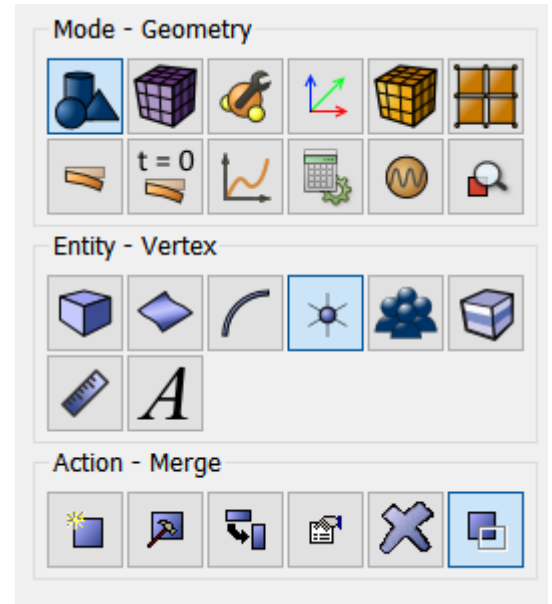 Mode - Geometry
t = 0
Entity - Vertex
A
Action - Merge